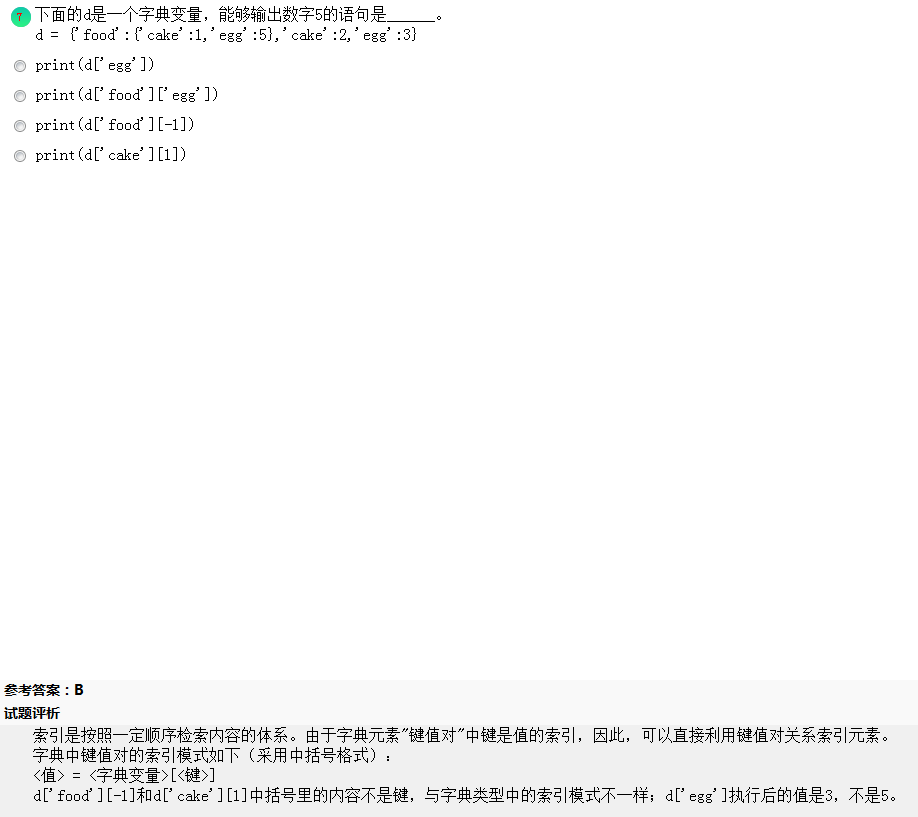 7 下面的d是一个字典变量，能够输出数字5的语句是______。
d = {'food':{'cake':1,'egg':5},'cake':2,'egg':3}
print(d['egg'])
print(d['food']['egg'])
print(d['food'][-1])
print(d['cake'][1])
参考答案：B
试题评析
索引是按照一定顺序检索内容的体系。由于字典元素"键值对"中键是值的索引，因此，可以直接利用键值对关系索引元素。
字典中键值对的索引模式如下（采用中括号格式）：
<值> = <字典变量>[<键>]
d['food'][-1]和d['cake'][1]中括号里的内容不是键，与字典类型中的索引模式不一样；d['egg']执行后的值是3，不是5。